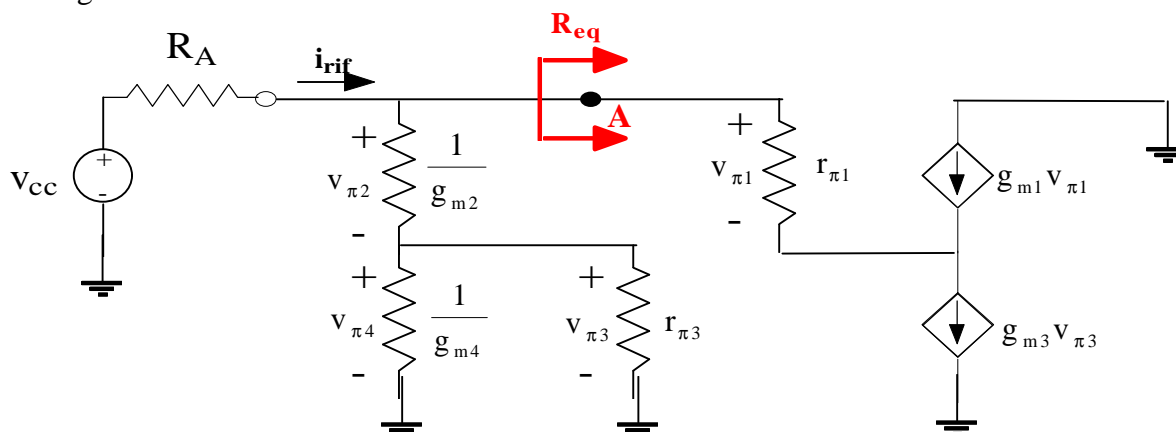 R_eq
R_A
i_rif
A
+
+
+
v_π2
1
g_m2
v_π1
r_π1
g_m1 v_π1
v_cc
+
-
-
-
+
+
v_π4
1
g_m4
v_π3
r_π3
g_m3 v_π3
-
-